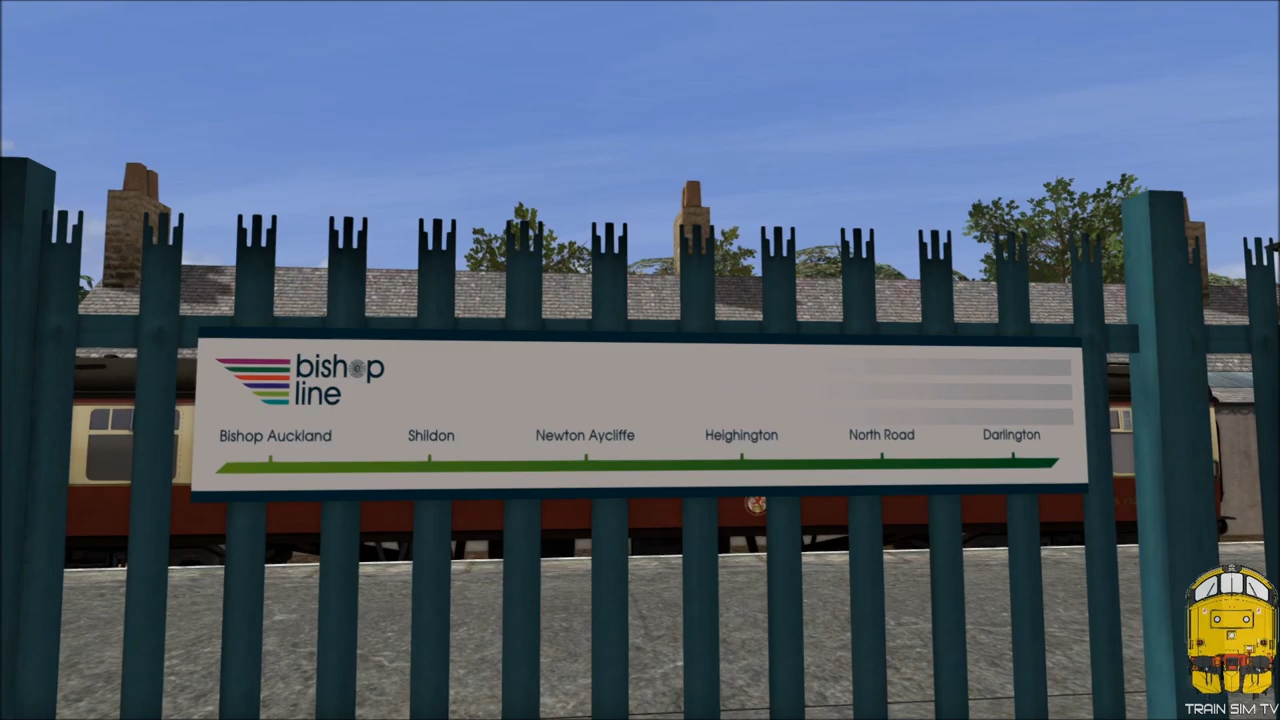 bishop
line
Bishop Auckland Shildon Newton Aycliffe Heighington North Road Darlington
TRAIN SIM TV